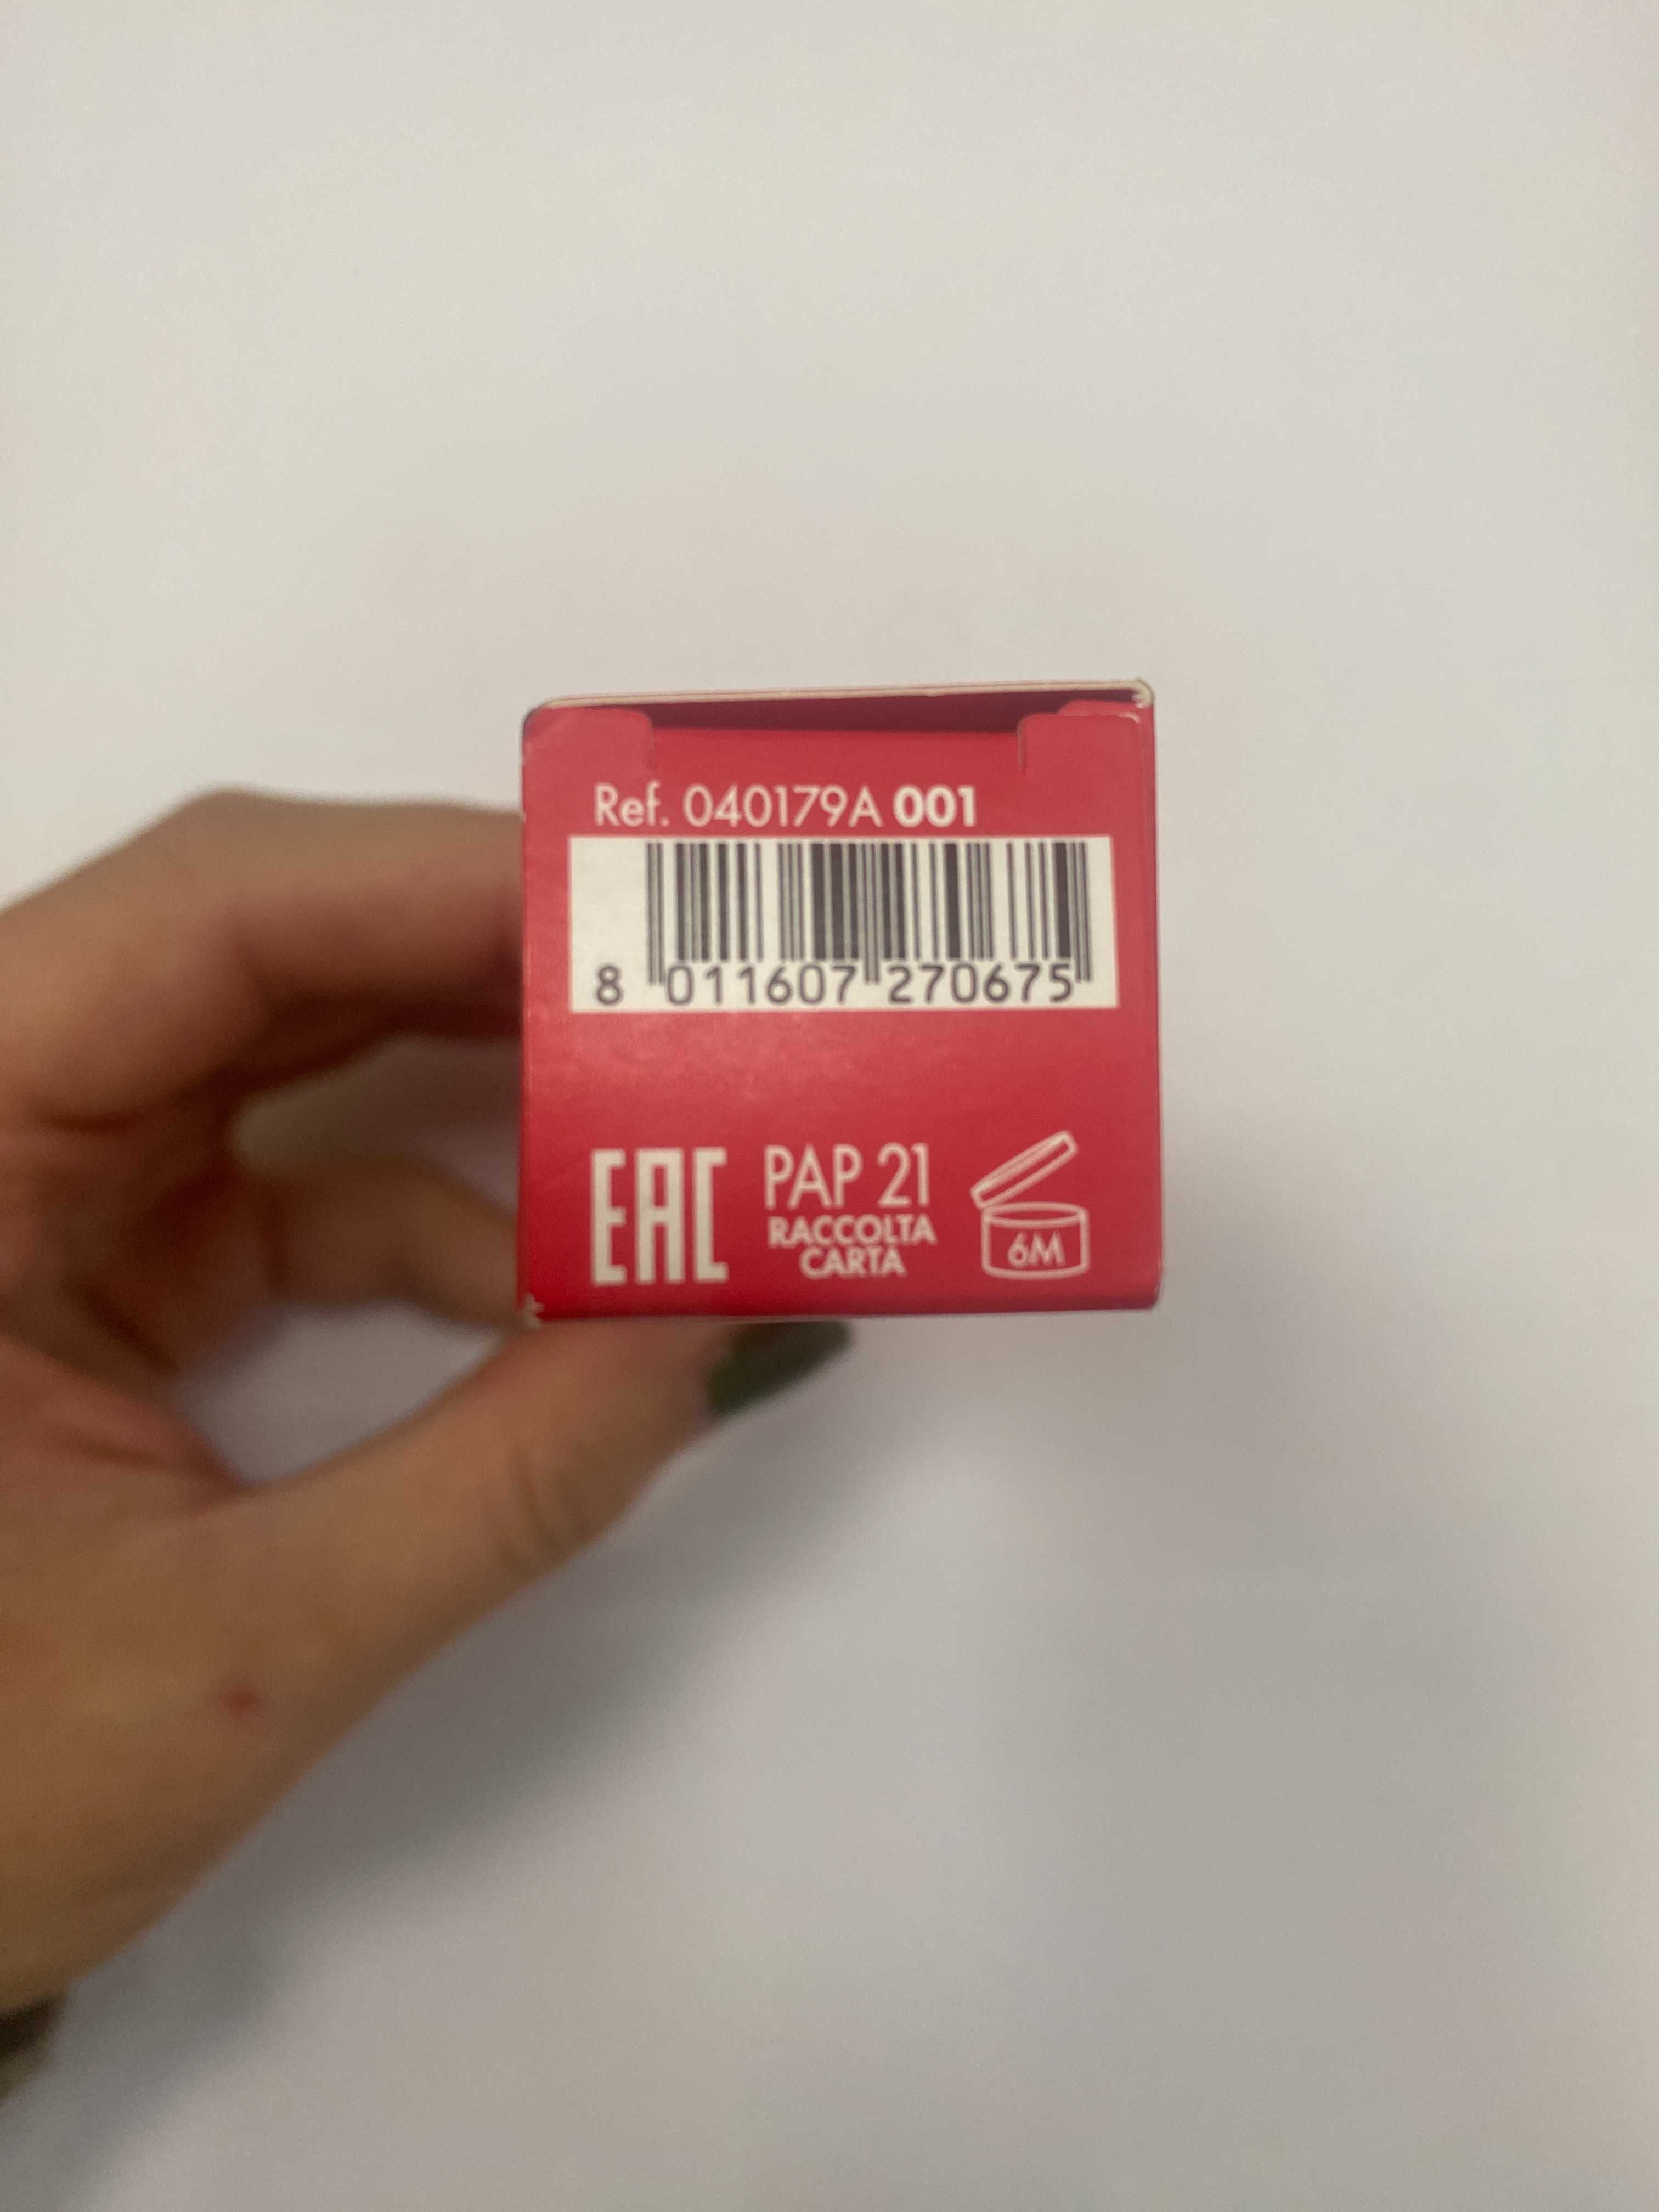 Ref. 040179A 001
8 011607 270675
EAC
PAP 21
RACCOLTA
CARTA
6M